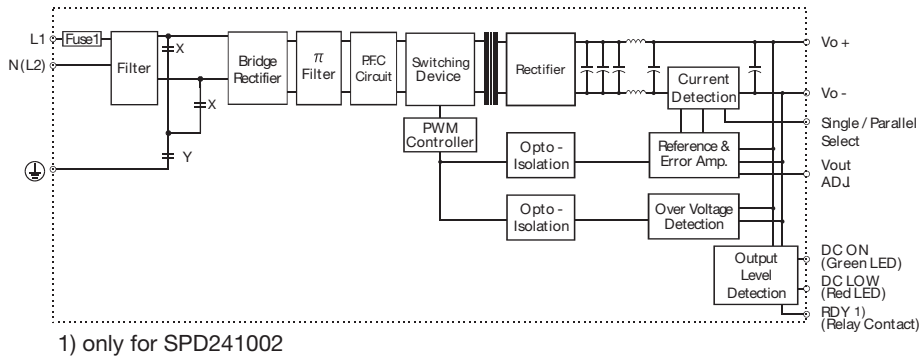 L1
Fuse1
N(L2)
Filter
X
X
Y
Bridge
Rectifier
π
Filter
P.F.C
Circuit
Switching
Device
PWM
Controller
Rectifier
Current
Detection
Opto -
Isolation
Reference &
Error Amp.
Opto -
Isolation
Over Voltage
Detection
Output
Level
Detection
Vo +
Vo -
Single / Parallel
Select
Vout
ADJ.
DC ON
(Green LED)
DC LOW
(Red LED)
RDY 1)
(Relay Contact)
1) only for SPD241002